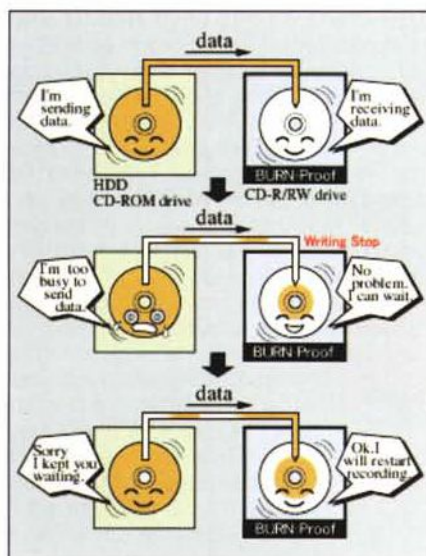 data
I'm
sending
data.
I'm
receiving
data.
BURN-Proof
HDD
CD-ROM drive
CD-R/RW drive
data
Writing Stop
I'm too
busy to
send
data.
No
problem.
I can wait.
BURN-Proof
data
Sorry
I kept you
waiting.
Ok.I
will restart
recording.
BURN-Proof